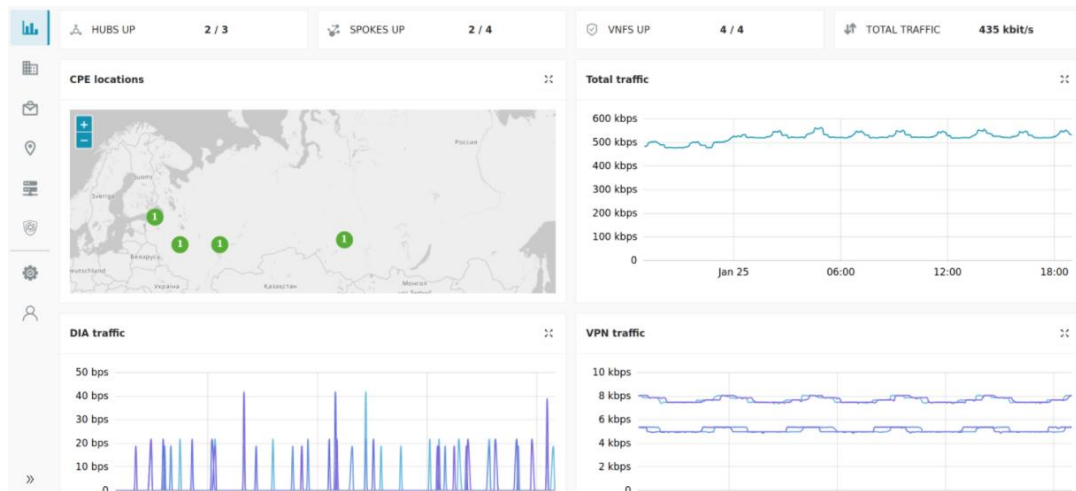 HUBS UP 2 / 3 SPOKES UP 2 / 4 VNFS UP 4 / 4 TOTAL TRAFFIC 435 kbit/s
CPE locations
+
−
Россия
Suomi
Sverige
1
1
1
1
Беларусь
eutschland
Україна
Казахстан
Монгол
Total traffic
600 kbps
500 kbps
400 kbps
300 kbps
200 kbps
100 kbps
0
Jan 25 06:00 12:00 18:00
DIA traffic
50 bps
40 bps
30 bps
20 bps
10 bps
0
VPN traffic
10 kbps
8 kbps
6 kbps
4 kbps
2 kbps
0
»